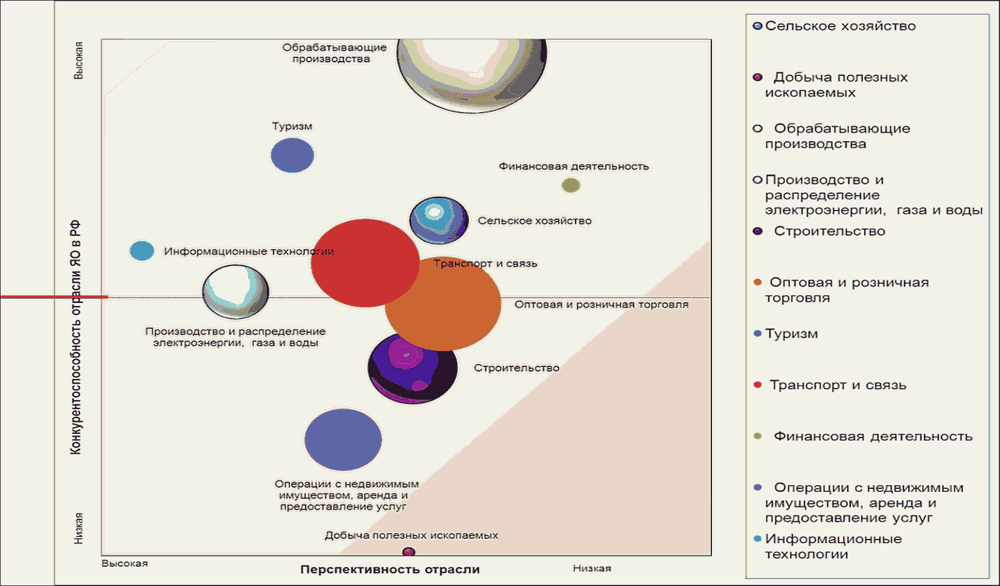 Высокая
Конкурентоспособность отрасли ЯО в РФ
Низкая
Обрабатывающие
производства
Туризм
Финансовая деятельность
Сельское хозяйство
Информационные технологии
Транспорт и связь
Оптовая и розничная торговля
Производство и распределение
электроэнергии, газа и воды
Строительство
Операции с недвижимым
имуществом, аренда и
предоставление услуг
Добыча полезных ископаемых
Высокая
Перспективность отрасли
Низкая
Сельское хозяйство
Добыча полезных
ископаемых
Обрабатывающие
производства
Производство и
распределение
электроэнергии, газа и воды
Строительство
Оптовая и розничная
торговля
Туризм
Транспорт и связь
Финансовая деятельность
Операции с недвижимым
имуществом, аренда и
предоставление услуг
Информационные
технологии